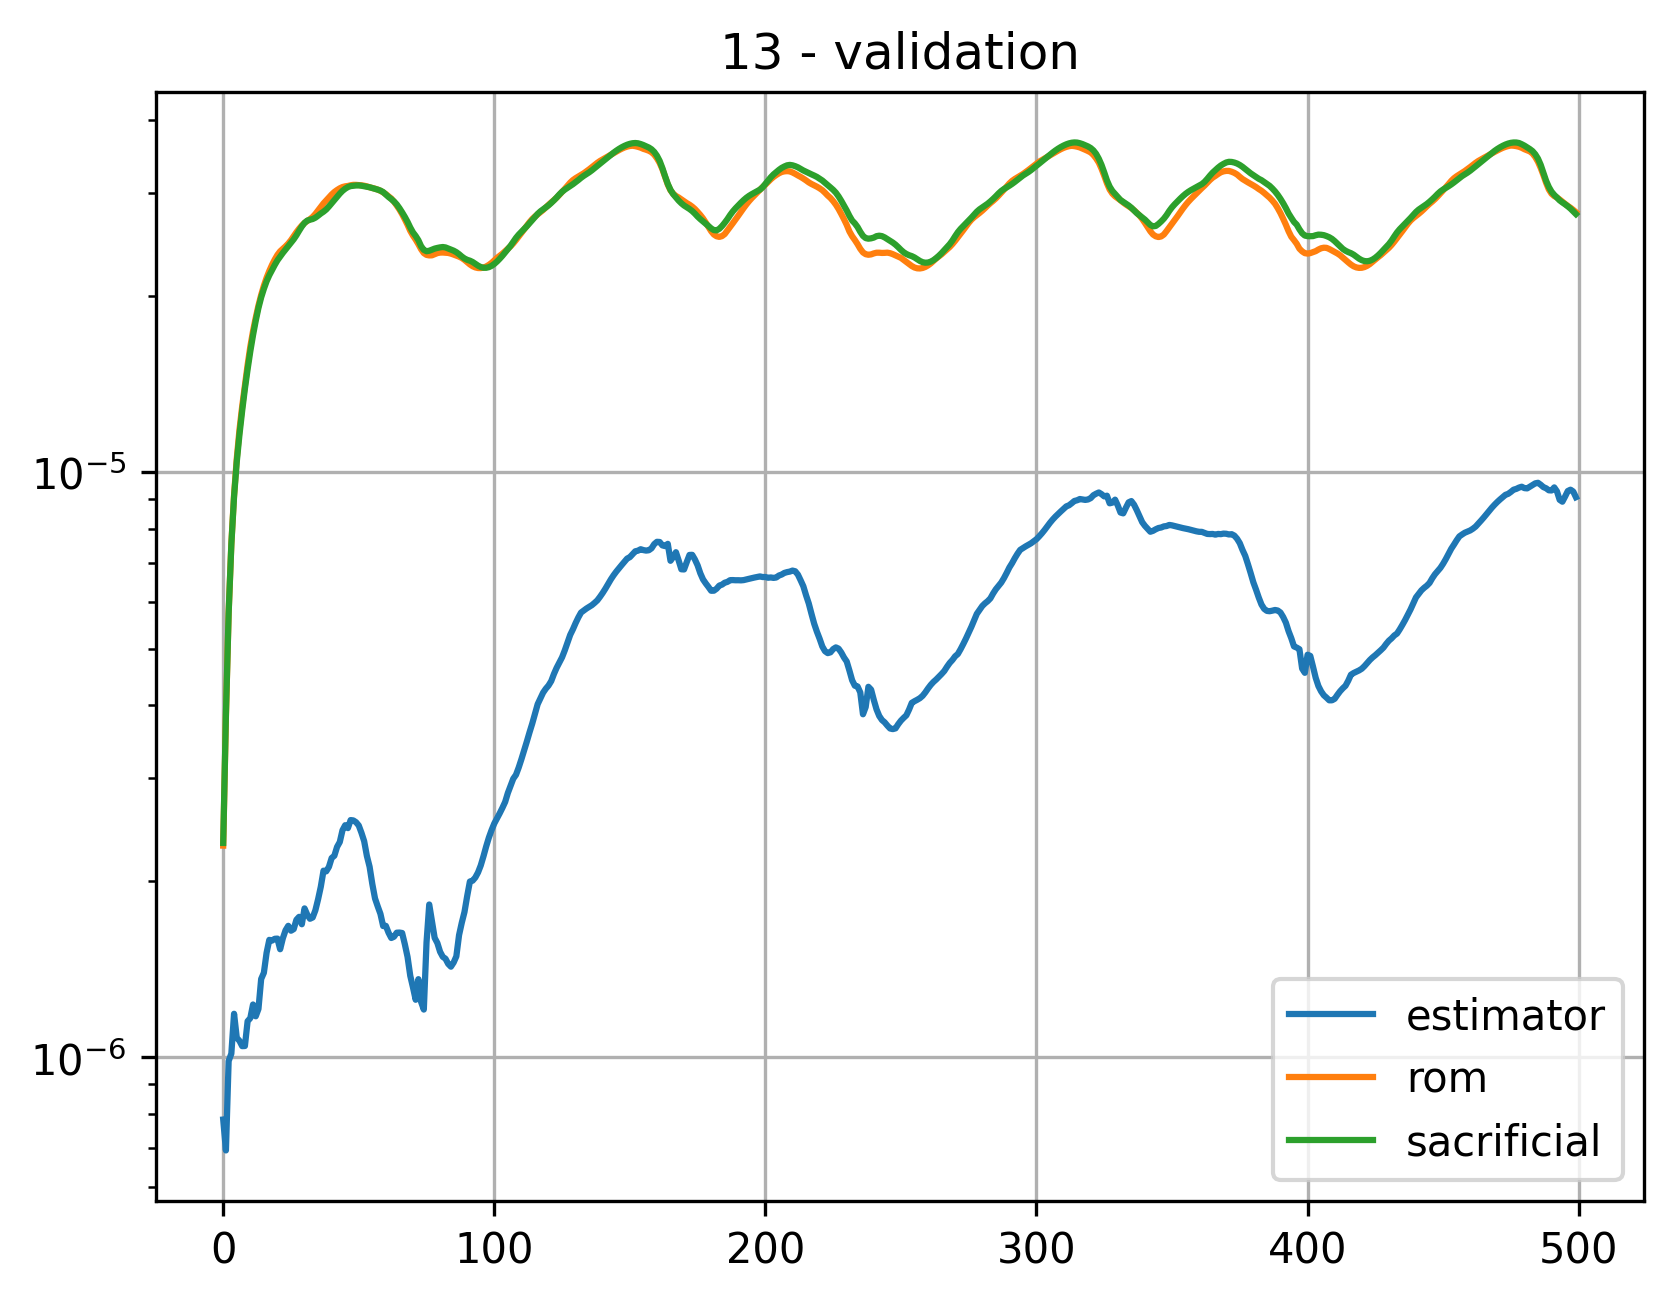 13 - validation
10⁻⁵
10⁻⁶
estimator
rom
sacrificial
0 100 200 300 400 500